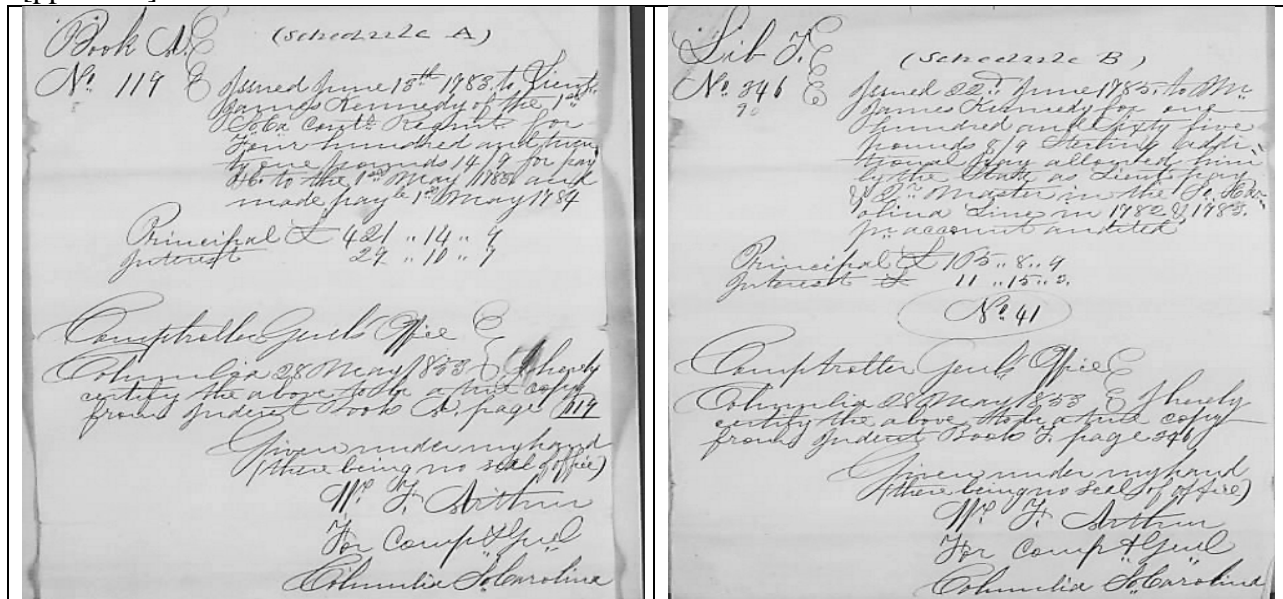 (Schedule A)
Book A.
No. 119 Issued June 15th 1783, to Lieut.
James Kennedy of the 1st
So Ca Contl. Regimt. for
Four hundred and twen
ty one pounds 14/9 for pay
&c. to the 1st May 1783 and
made payle 1st May 1784
Principal £ 421 .. 14 .. 9
Interest 29 .. 10 .. 7
Comptroller Genl's Office
Columbia 28 May 1853 I hereby
certify the above to be a true copy
from Indent Book A, page 119
Given under my hand
(there being no seal of office)
Wm. F. Arthur
For Compt Genl
Columbia So. Carolina
(Schedule B)
Lib F.
No. 346 Issued 22d. June 1785. to Mr.
90
James Kennedy for one
hundred and sixty five
pounds 8/9 Sterling addi-
tional pay allowed him
by the State as Lieut pay
& Qr. Master in the So. Car-
olina Line in 1782 & 1783.
pr. account audited
Principal £ 165 .. 8 .. 9
Interest £ 11 .. 15 ..
No. 41
Comptroller Genl's Office
Columbia 28 May 1853 I hereby
certify the above to be a true copy
from Indent Book F, page 346
Given under my hand
(there being no seal of office)
Wm. F. Arthur
For Compt Genl
Columbia So. Carolina